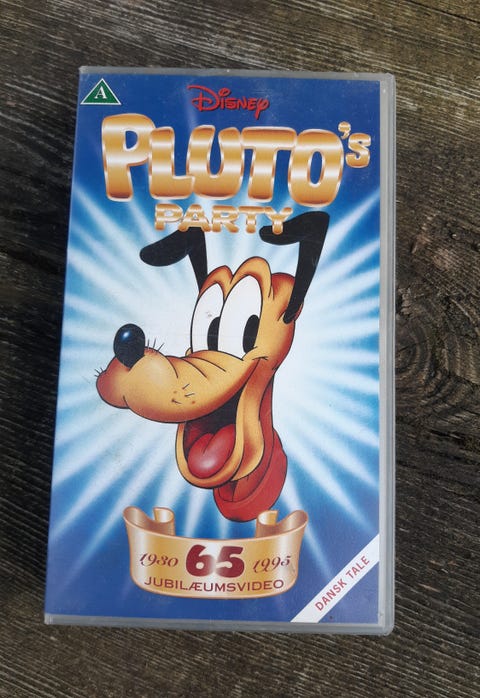 A
Disney
PLUTO's
PARTY
1930 65 1995
JUBILÆUMSVIDEO
DANSK TALE